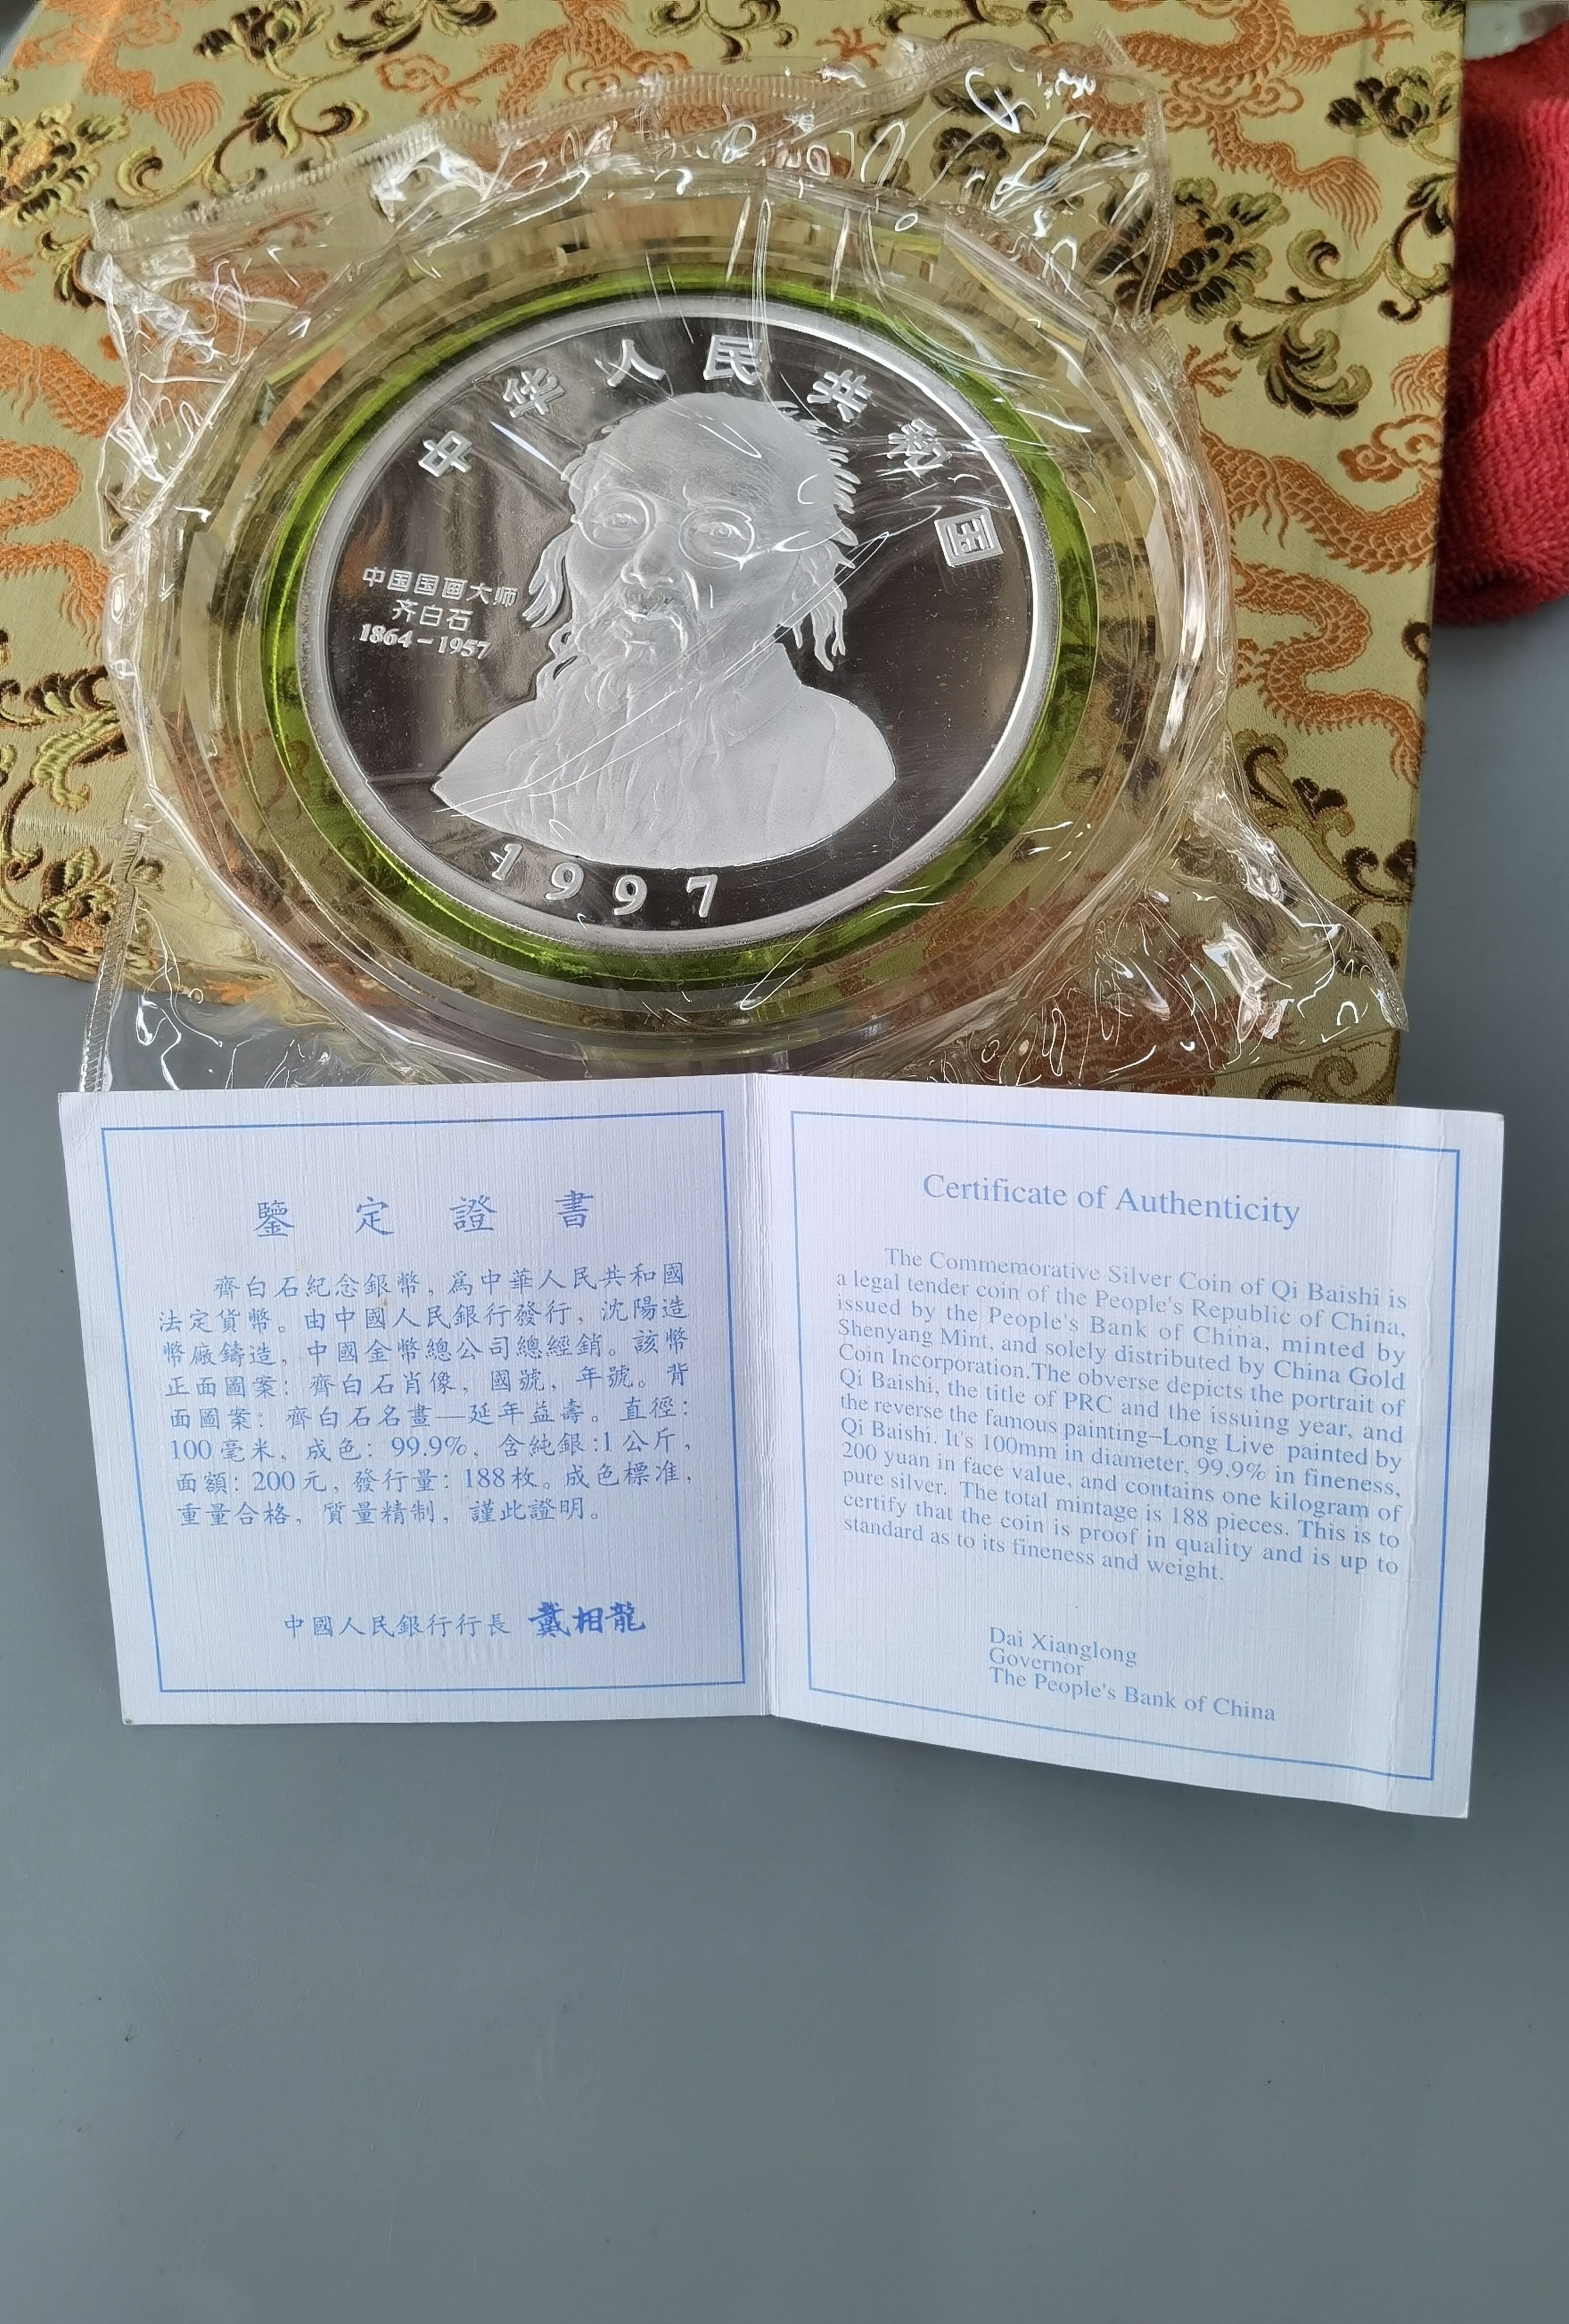 中华人民共和国
中国国画大师
齐白石
1864-1957
1997
鑒定證書
齊白石紀念銀幣，爲中華人民共和國
法定貨幣。由中國人民銀行發行，沈陽造
幣廠鑄造，中國金幣總公司總經銷。該幣
正面圖案：齊白石肖像，國號，年號。背
面圖案：齊白石名畫—延年益壽。直徑：
100毫米，成色：99.9%，含純銀:1公斤，
面額：200元，發行量：188枚。成色標准，
重量合格，質量精制，謹此證明。
中國人民銀行行長 戴相龍
Certificate of Authenticity
The Commemorative Silver Coin of Qi Baishi is
a legal tender coin of the People's Republic of China,
issued by the People's Bank of China, minted by
Shenyang Mint, and solely distributed by China Gold
Coin Incorporation.The obverse depicts the portrait of
Qi Baishi, the title of PRC and the issuing year, and
the reverse the famous painting–Long Live painted by
Qi Baishi. It's 100mm in diameter, 99.9% in fineness,
200 yuan in face value, and contains one kilogram of
pure silver. The total mintage is 188 pieces. This is to
certify that the coin is proof in quality and is up to
standard as to its fineness and weight.
Dai Xianglong
Governor
The People's Bank of China